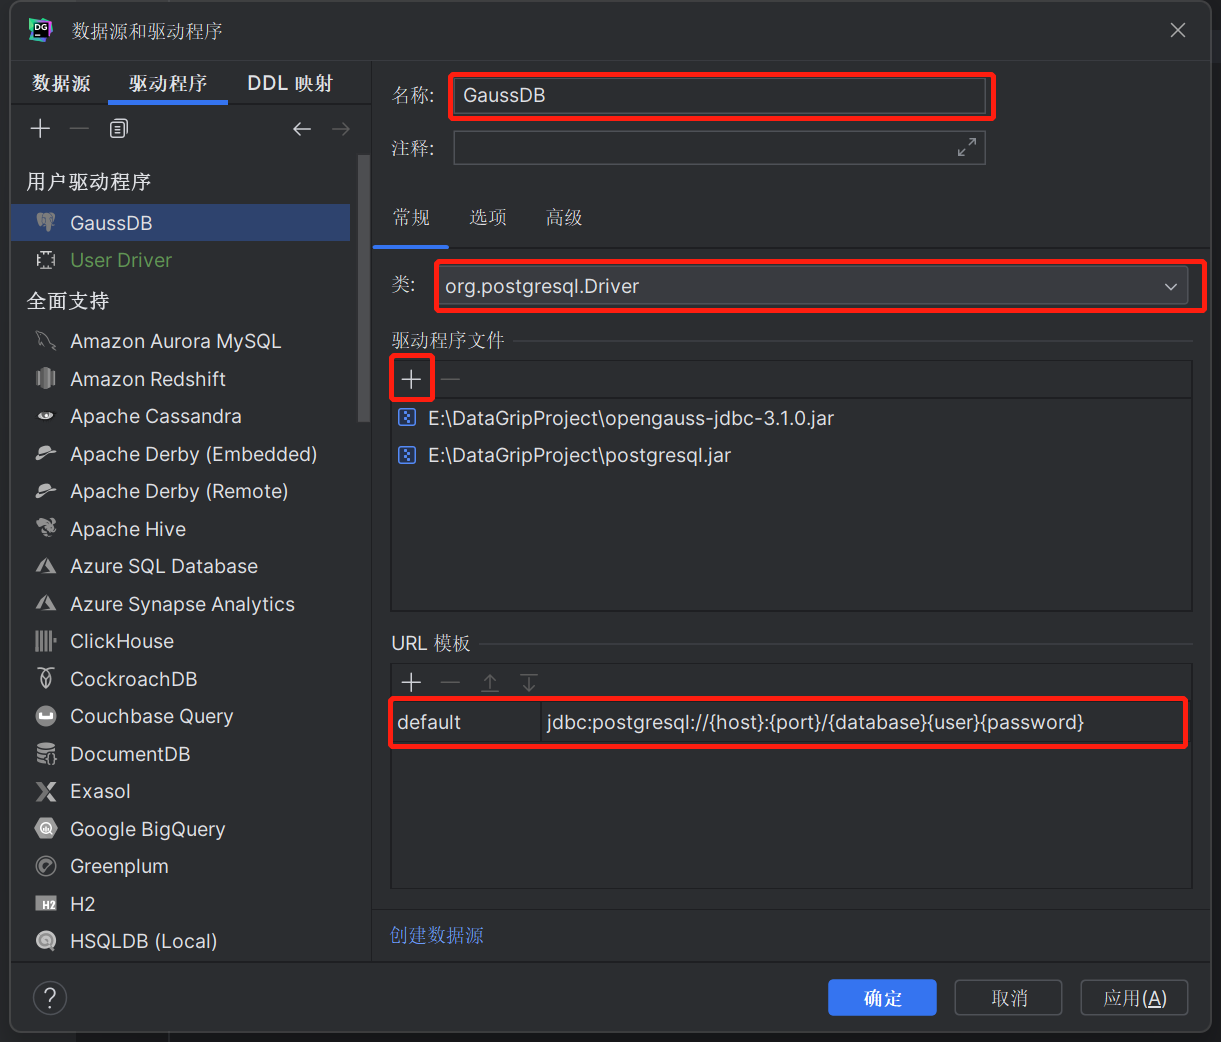 DG
数据源和驱动程序
数据源 驱动程序 DDL 映射
用户驱动程序
GaussDB
User Driver
全面支持
Amazon Aurora MySQL
Amazon Redshift
Apache Cassandra
Apache Derby (Embedded)
Apache Derby (Remote)
Apache Hive
Azure SQL Database
Azure Synapse Analytics
ClickHouse
CockroachDB
Couchbase Query
DocumentDB
Exasol
Google BigQuery
Greenplum
H2 H2
HSQLDB (Local)
名称: GaussDB
注释:
常规 选项 高级
类: org.postgresql.Driver
驱动程序文件
E:\DataGripProject\opengauss-jdbc-3.1.0.jar
E:\DataGripProject\postgresql.jar
URL 模板
default jdbc:postgresql://{host}:{port}/{database}{user}{password}
创建数据源
? 确定 取消 应用(A)